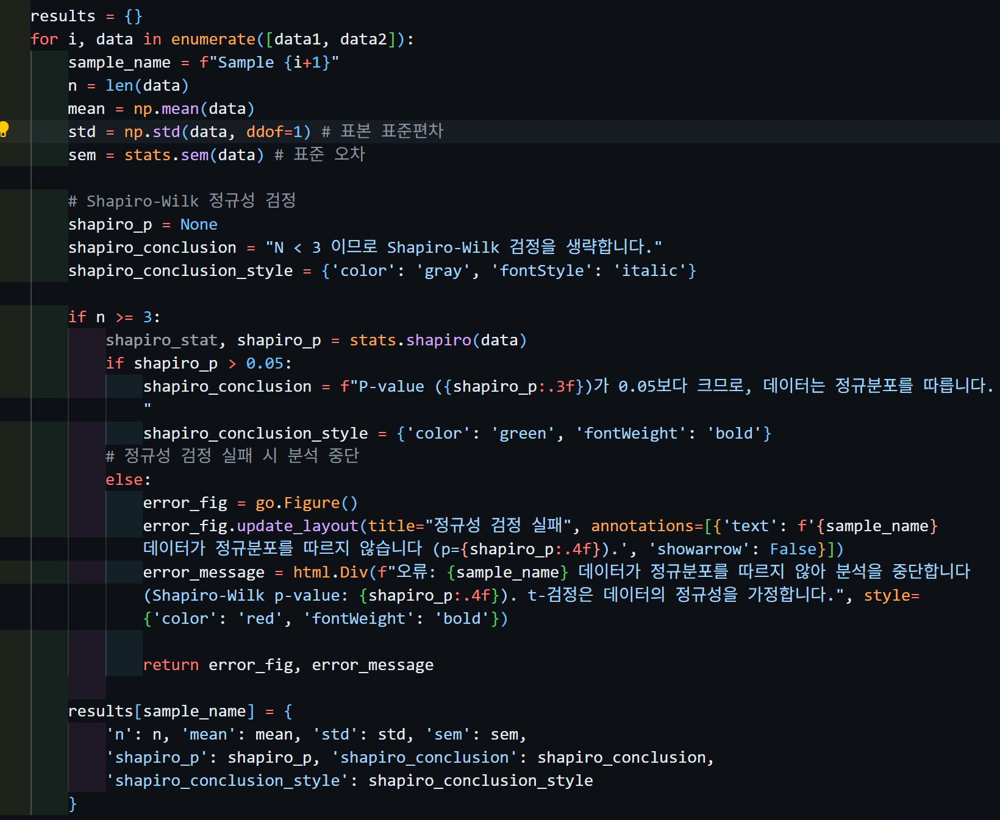 results = {}
for i, data in enumerate([data1, data2]):
    sample_name = f"Sample {i+1}"
    n = len(data)
    mean = np.mean(data)
    std = np.std(data, ddof=1) # 표본 표준편차
    sem = stats.sem(data) # 표준 오차

    # Shapiro-Wilk 정규성 검정
    shapiro_p = None
    shapiro_conclusion = "N < 3 이므로 Shapiro-Wilk 검정을 생략합니다."
    shapiro_conclusion_style = {'color': 'gray', 'fontStyle': 'italic'}

    if n >= 3:
        shapiro_stat, shapiro_p = stats.shapiro(data)
        if shapiro_p > 0.05:
            shapiro_conclusion = f"P-value ({shapiro_p:.3f})가 0.05보다 크므로, 데이터는 정규분포를 따릅니다.
            "
            shapiro_conclusion_style = {'color': 'green', 'fontWeight': 'bold'}
        # 정규성 검정 실패 시 분석 중단
        else:
            error_fig = go.Figure()
            error_fig.update_layout(title="정규성 검정 실패", annotations=[{'text': f'{sample_name}
            데이터가 정규분포를 따르지 않습니다 (p={shapiro_p:.4f}).', 'showarrow': False}])
            error_message = html.Div(f"오류: {sample_name} 데이터가 정규분포를 따르지 않아 분석을 중단합니다
            (Shapiro-Wilk p-value: {shapiro_p:.4f}). t-검정은 데이터의 정규성을 가정합니다.", style=
            {'color': 'red', 'fontWeight': 'bold'})

            return error_fig, error_message

    results[sample_name] = {
        'n': n, 'mean': mean, 'std': std, 'sem': sem,
        'shapiro_p': shapiro_p, 'shapiro_conclusion': shapiro_conclusion,
        'shapiro_conclusion_style': shapiro_conclusion_style
    }